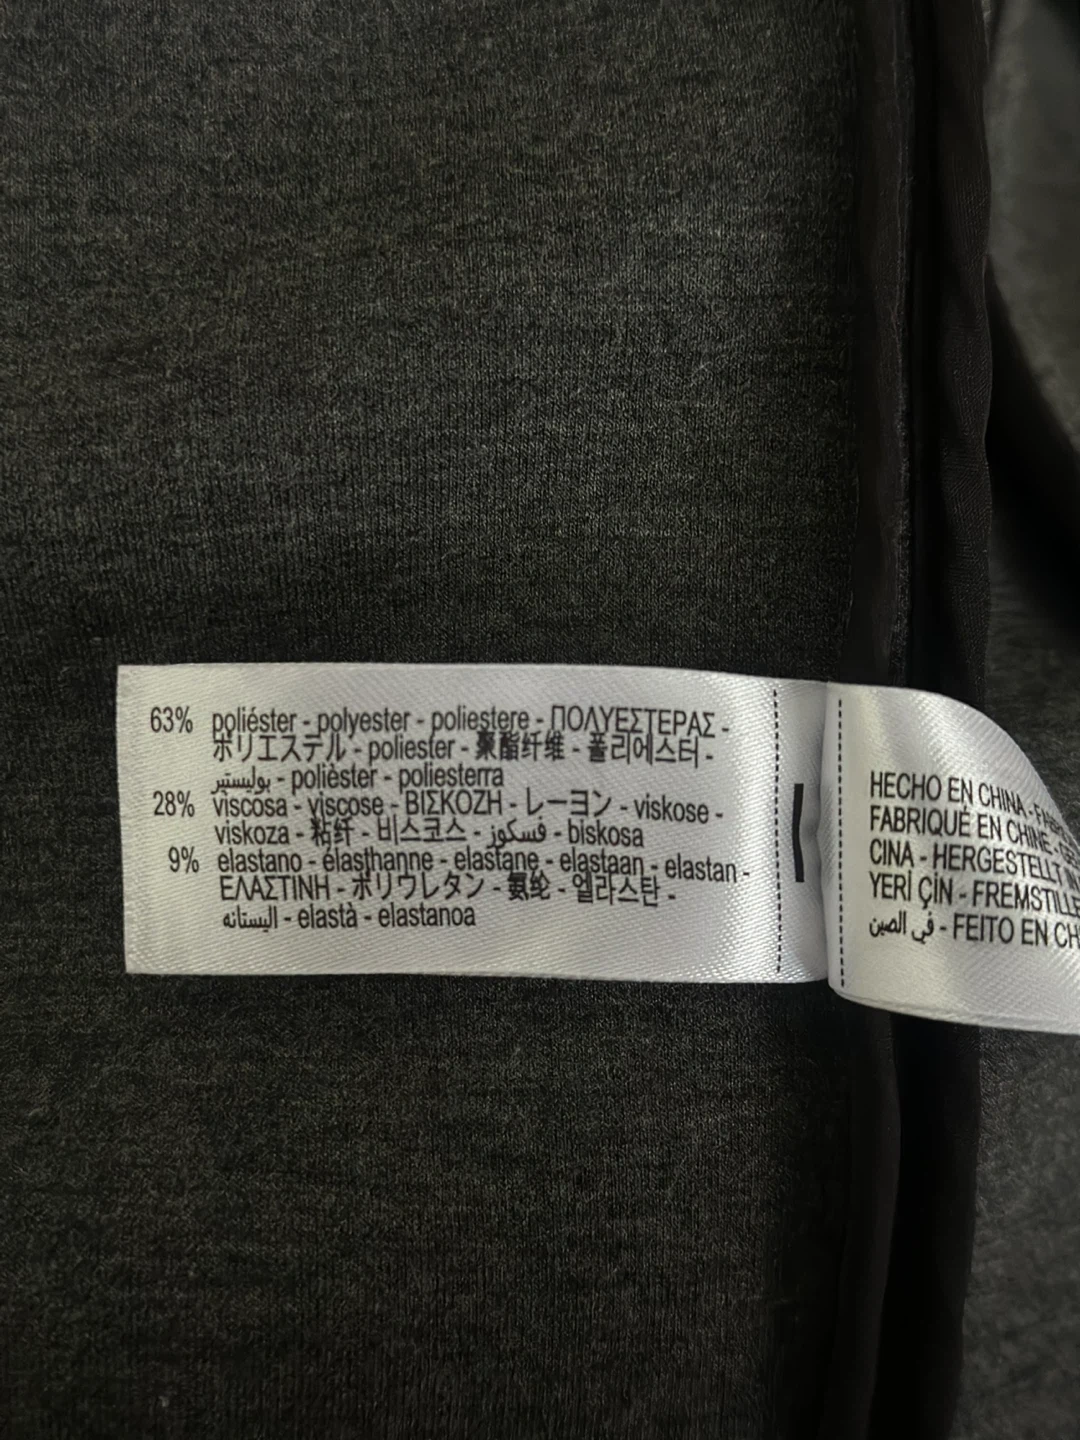 63% poliéster - polyester - poliestere - ΠΟΛΥΕΣΤΕΡΑΣ -
ポリエステル - poliester - 聚酯纤维 - 폴리에스터 -
بوليستير - polièster - poliesterra
28% viscosa - viscose - ΒΙΣΚΟΖΗ - レーヨン - viskose -
viskoza - 粘纤 - 비스코스 - فسكوز - biskosa
9% elastano - élasthanne - elastane - elastaan - elastan -
ΕΛΑΣΤΙΝΗ - ポリウレタン - 氨纶 - 엘라스탄 -
اليستانه - elastà - elastanoa
HECHO EN CHINA -
FABRIQUÉ EN CHINE -
CINA - HERGESTELLT
YERİ ÇİN -
في الصين - FEITO EN